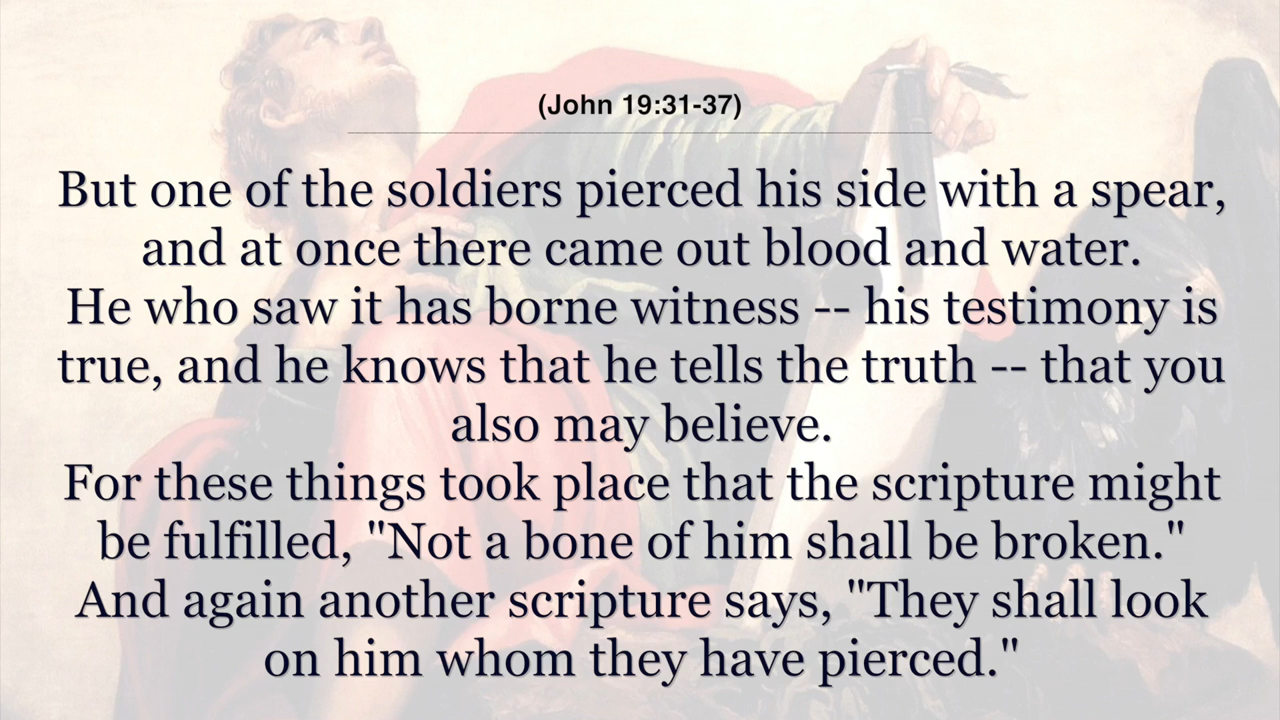 (John 19:31-37)
But one of the soldiers pierced his side with a spear,
and at once there came out blood and water.
He who saw it has borne witness -- his testimony is
true, and he knows that he tells the truth -- that you
also may believe.
For these things took place that the scripture might
be fulfilled, "Not a bone of him shall be broken."
And again another scripture says, "They shall look
on him whom they have pierced."